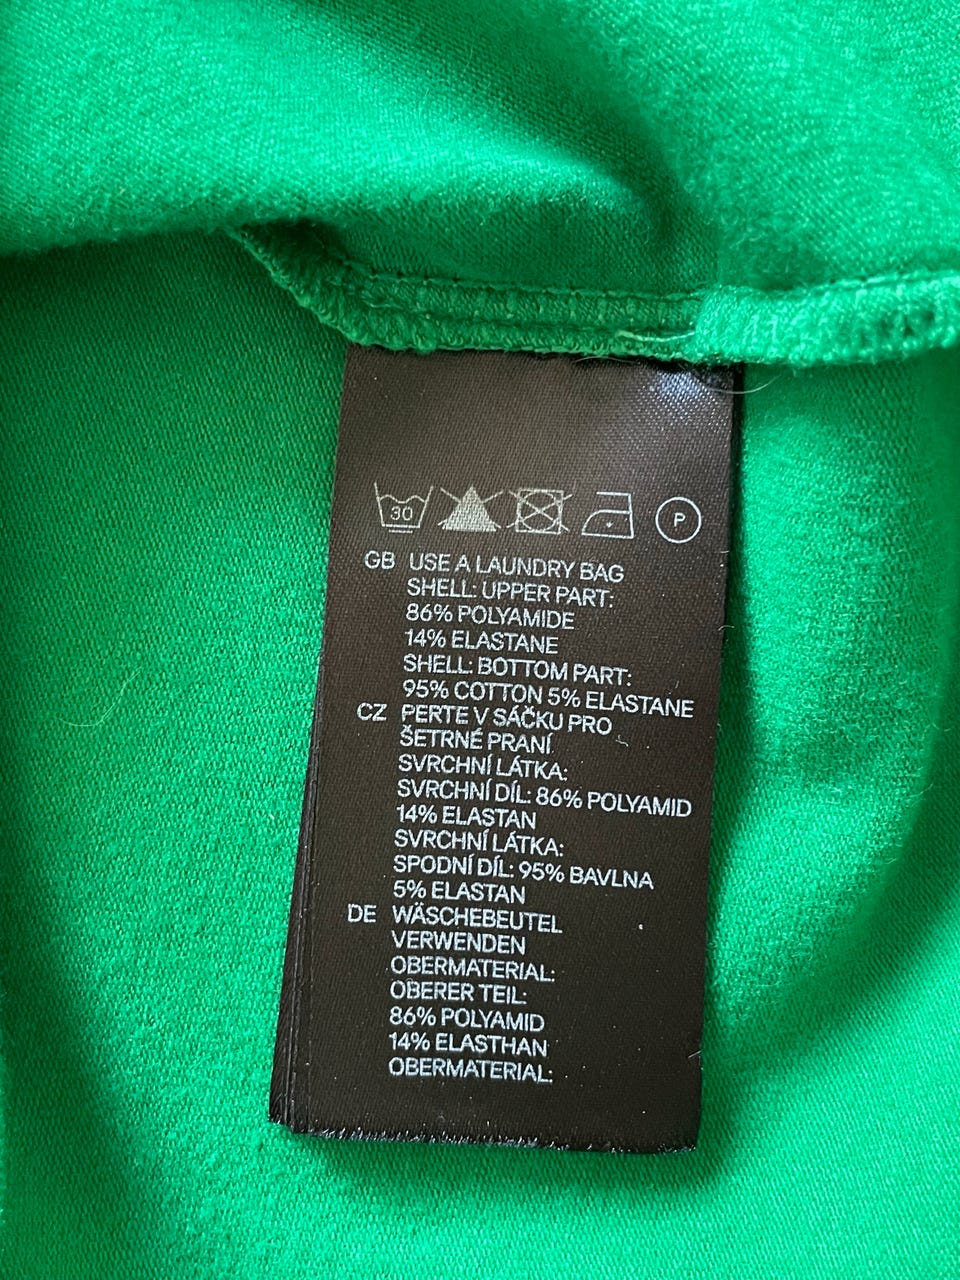 30
P
GB USE A LAUNDRY BAG
SHELL: UPPER PART:
86% POLYAMIDE
14% ELASTANE
SHELL: BOTTOM PART:
95% COTTON 5% ELASTANE
CZ PERTE V SÁČKU PRO
ŠETRNÉ PRANÍ
SVRCHNÍ LÁTKA:
SVRCHNÍ DÍL: 86% POLYAMID
14% ELASTAN
SVRCHNÍ LÁTKA:
SPODNÍ DÍL: 95% BAVLNA
5% ELASTAN
DE WÄSCHEBEUTEL
VERWENDEN
OBERMATERIAL:
OBERER TEIL:
86% POLYAMID
14% ELASTHAN
OBERMATERIAL: